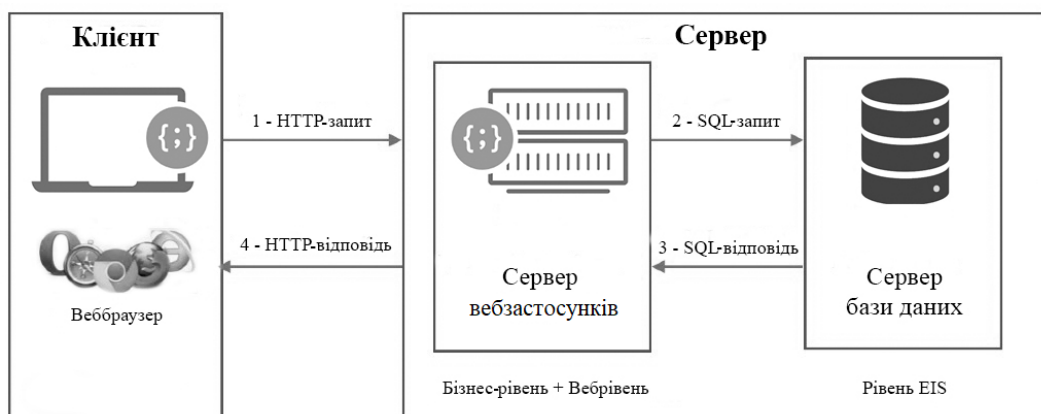 Клієнт
{;}
Веббраузер
1 - HTTP-запит
4 - HTTP-відповідь
Сервер
{;}
Сервер
вебзастосунків
Бізнес-рівень + Вебрівень
2 - SQL-запит
3 - SQL-відповідь
Сервер
бази даних
Рівень EIS